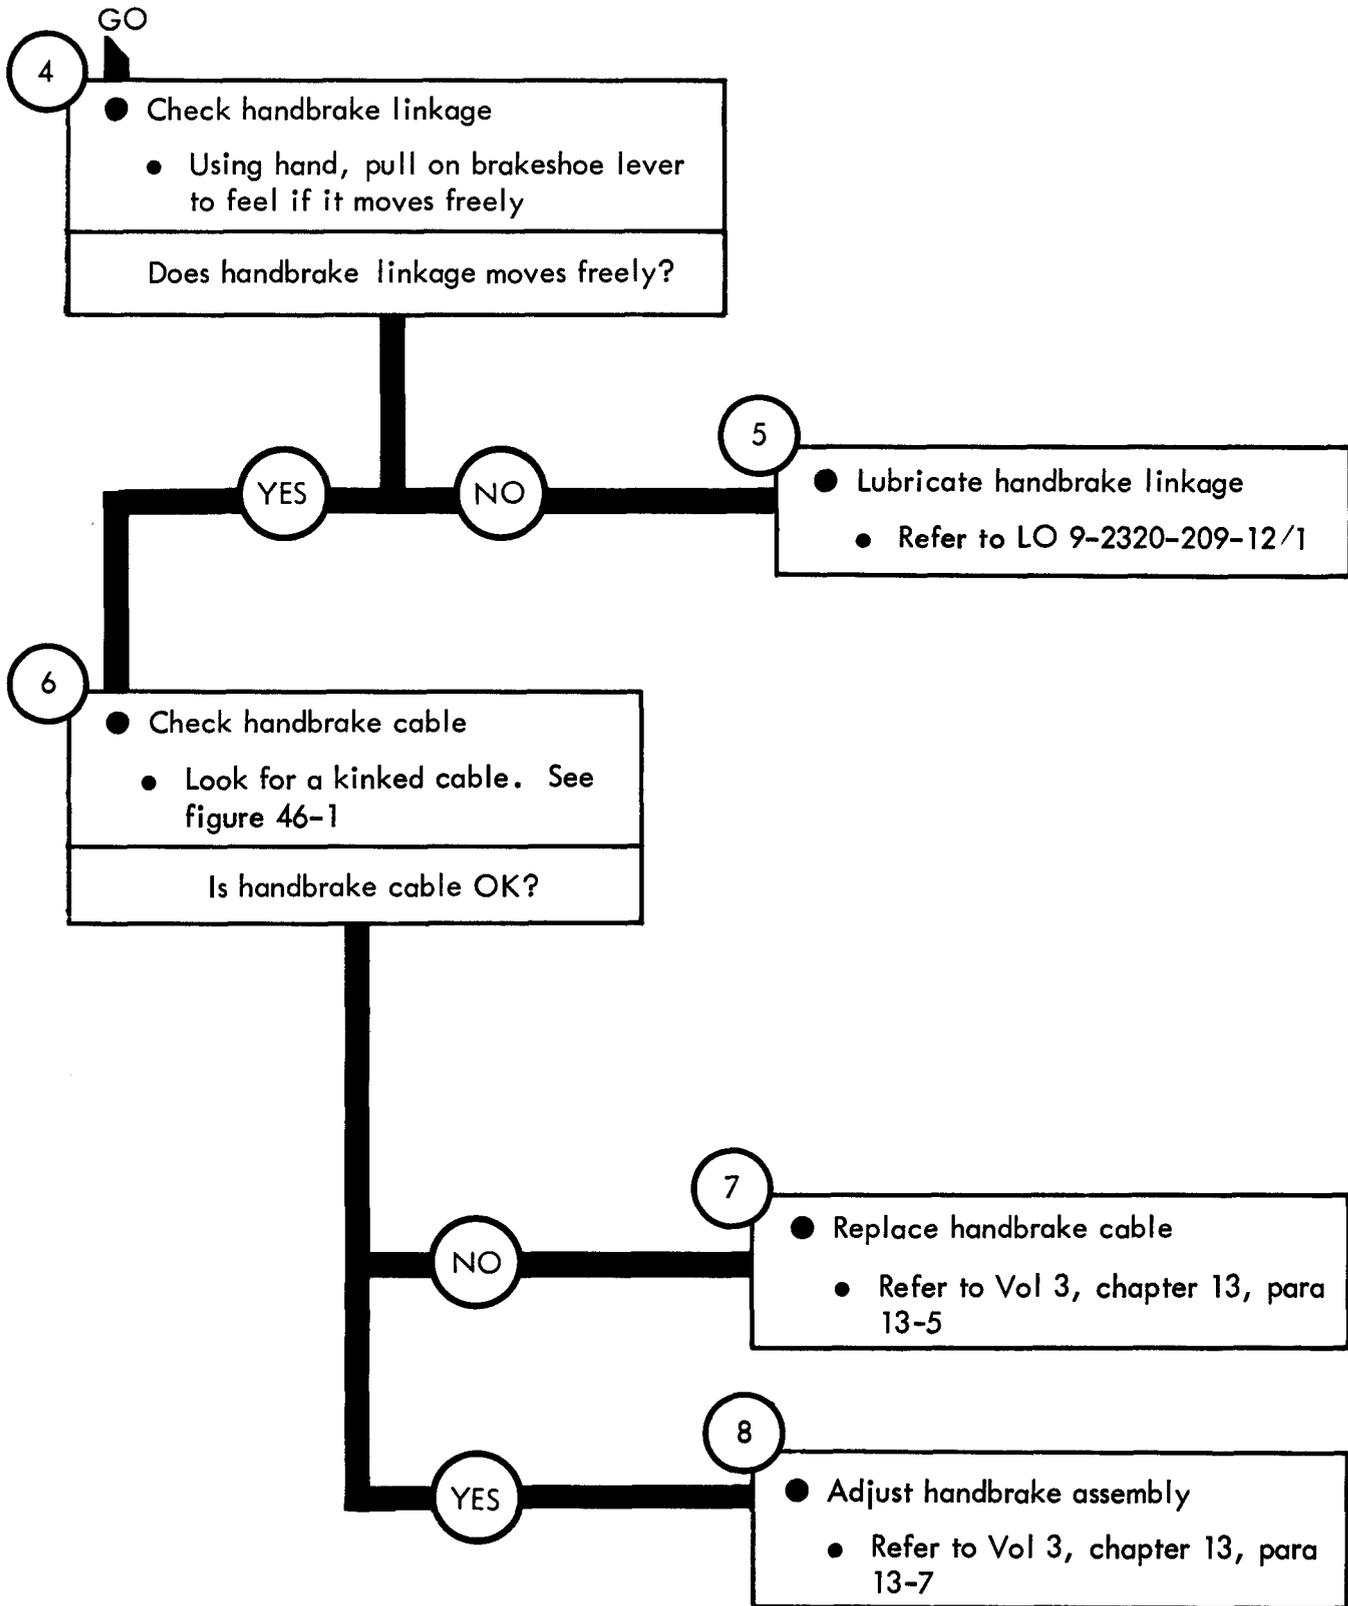 GO
4
● Check handbrake linkage
● Using hand, pull on brakeshoe lever
to feel if it moves freely
Does handbrake linkage moves freely?
YES
NO
5
● Lubricate handbrake linkage
● Refer to LO 9-2320-209-12/1
6
● Check handbrake cable
● Look for a kinked cable. See
figure 46-1
Is handbrake cable OK?
NO
7
● Replace handbrake cable
● Refer to Vol 3, chapter 13, para
13-5
YES
8
● Adjust handbrake assembly
● Refer to Vol 3, chapter 13, para
13-7